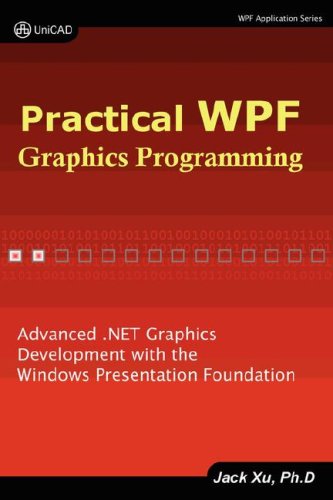 UniCAD
WPF Application Series
Practical WPF
Graphics Programming
Advanced .NET Graphics
Development with the
Windows Presentation Foundation
Jack Xu, Ph.D